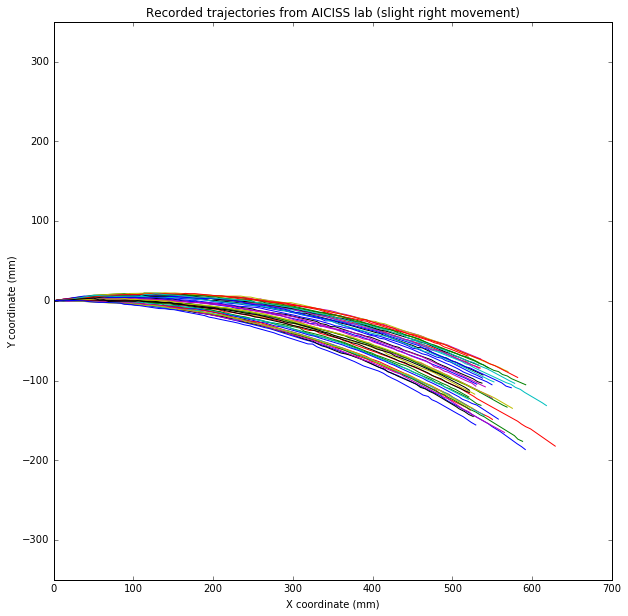 Recorded trajectories from AICISS lab (slight right movement)
300
200
100
0
−100
−200
−300
Y coordinate (mm)
0 100 200 300 400 500 600 700
X coordinate (mm)